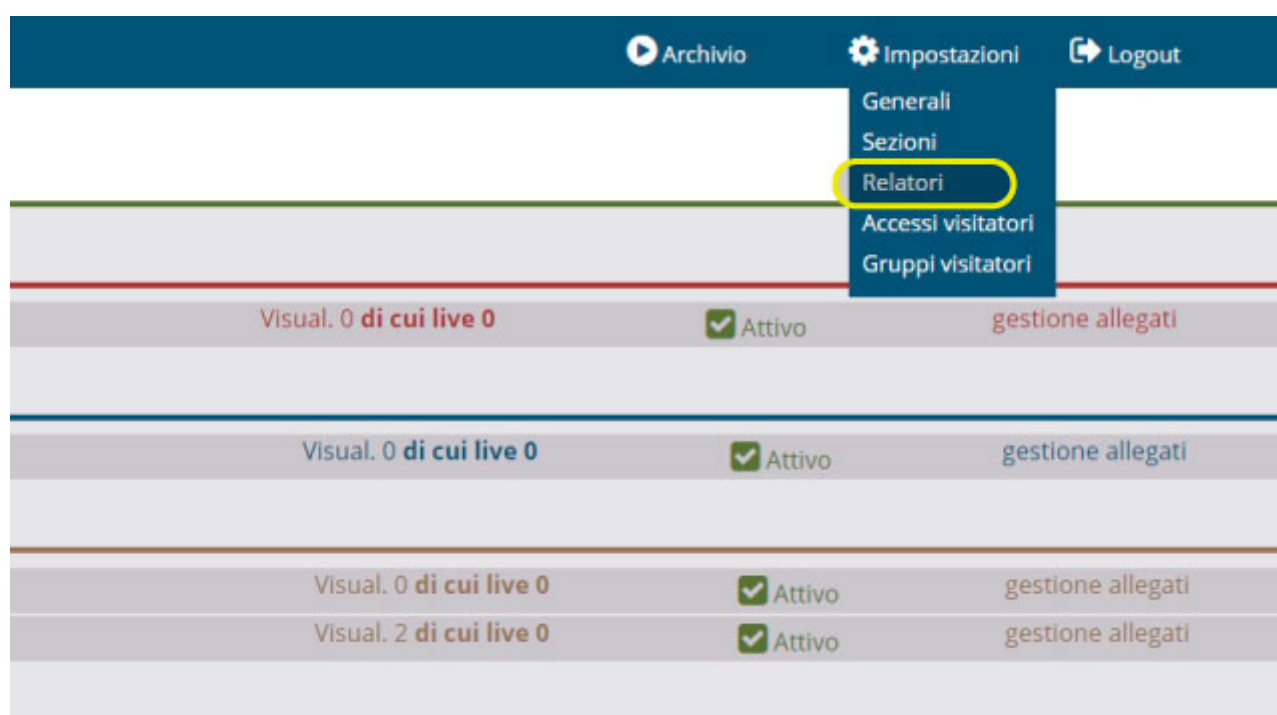 Archivio Impostazioni Logout
Generali
Sezioni
Relatori
Accessi visitatori
Gruppi visitatori
Visual. 0 di cui live 0 Attivo gestione allegati
Visual. 0 di cui live 0 Attivo gestione allegati
Visual. 0 di cui live 0 Attivo gestione allegati
Visual. 2 di cui live 0 Attivo gestione allegati